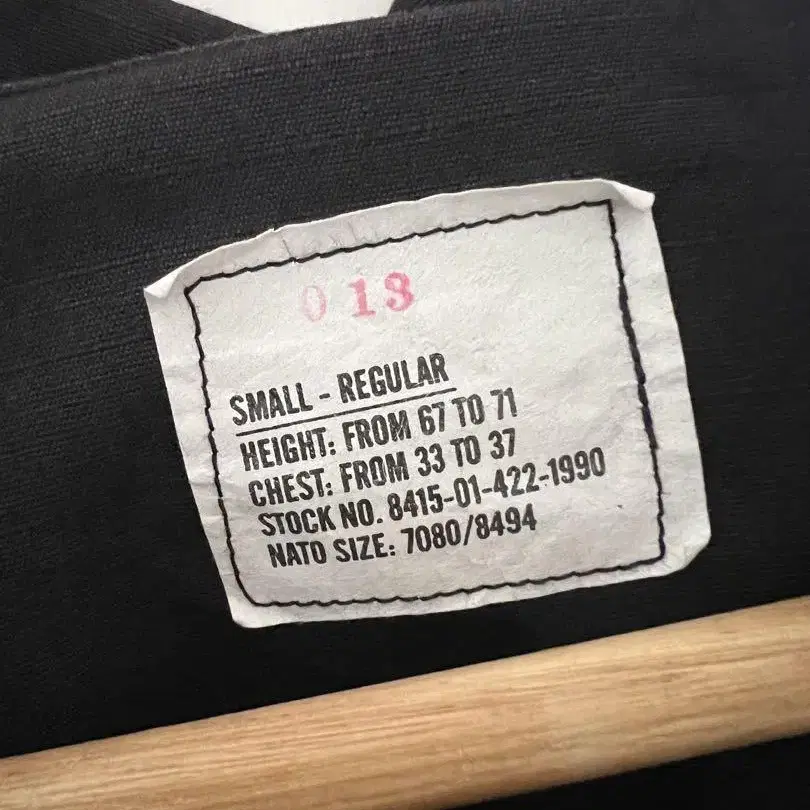 013
SMALL - REGULAR
HEIGHT: FROM 67 TO 71
CHEST: FROM 33 TO 37
STOCK NO. 8415-01-422-1990
NATO SIZE: 7080/8494